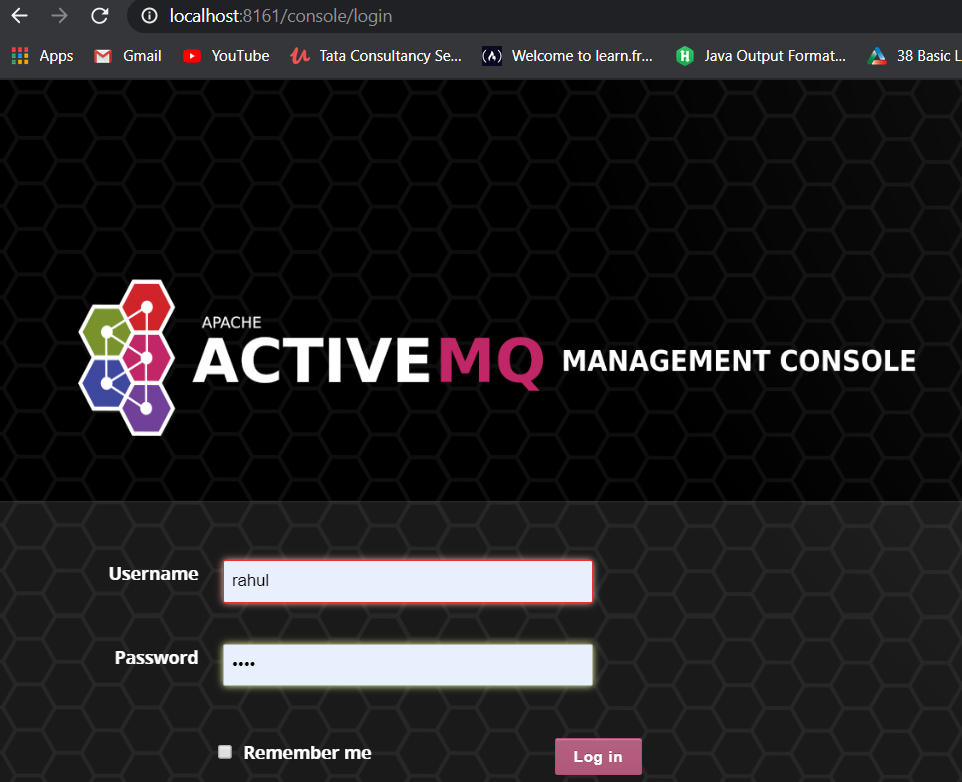 localhost:8161/console/login
Apps Gmail YouTube Tata Consultancy Se... Welcome to learn.fr... Java Output Format... 38 Basic L
APACHE
ACTIVEMQ MANAGEMENT CONSOLE
Username rahul
Password ••••
Remember me Log in